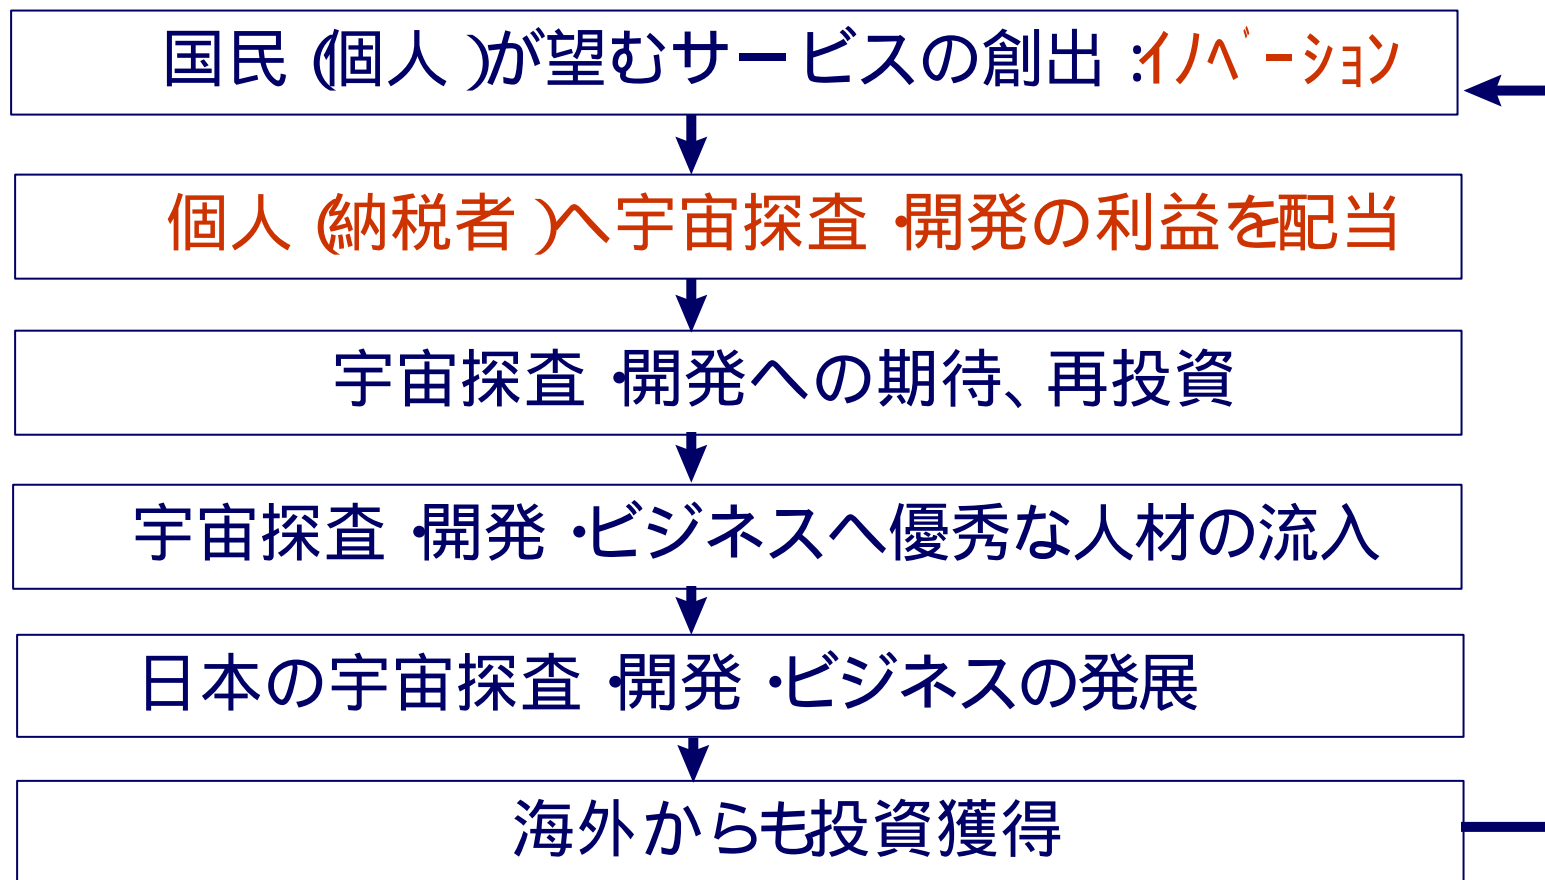 国民(個人)が望むサービスの創出:ｲﾉﾍﾞｰｼｮﾝ
個人(納税者)へ宇宙探査・開発の利益を配当
宇宙探査・開発への期待、再投資
宇宙探査・開発・ビジネスへ優秀な人材の流入
日本の宇宙探査・開発・ビジネスの発展
海外からも投資獲得